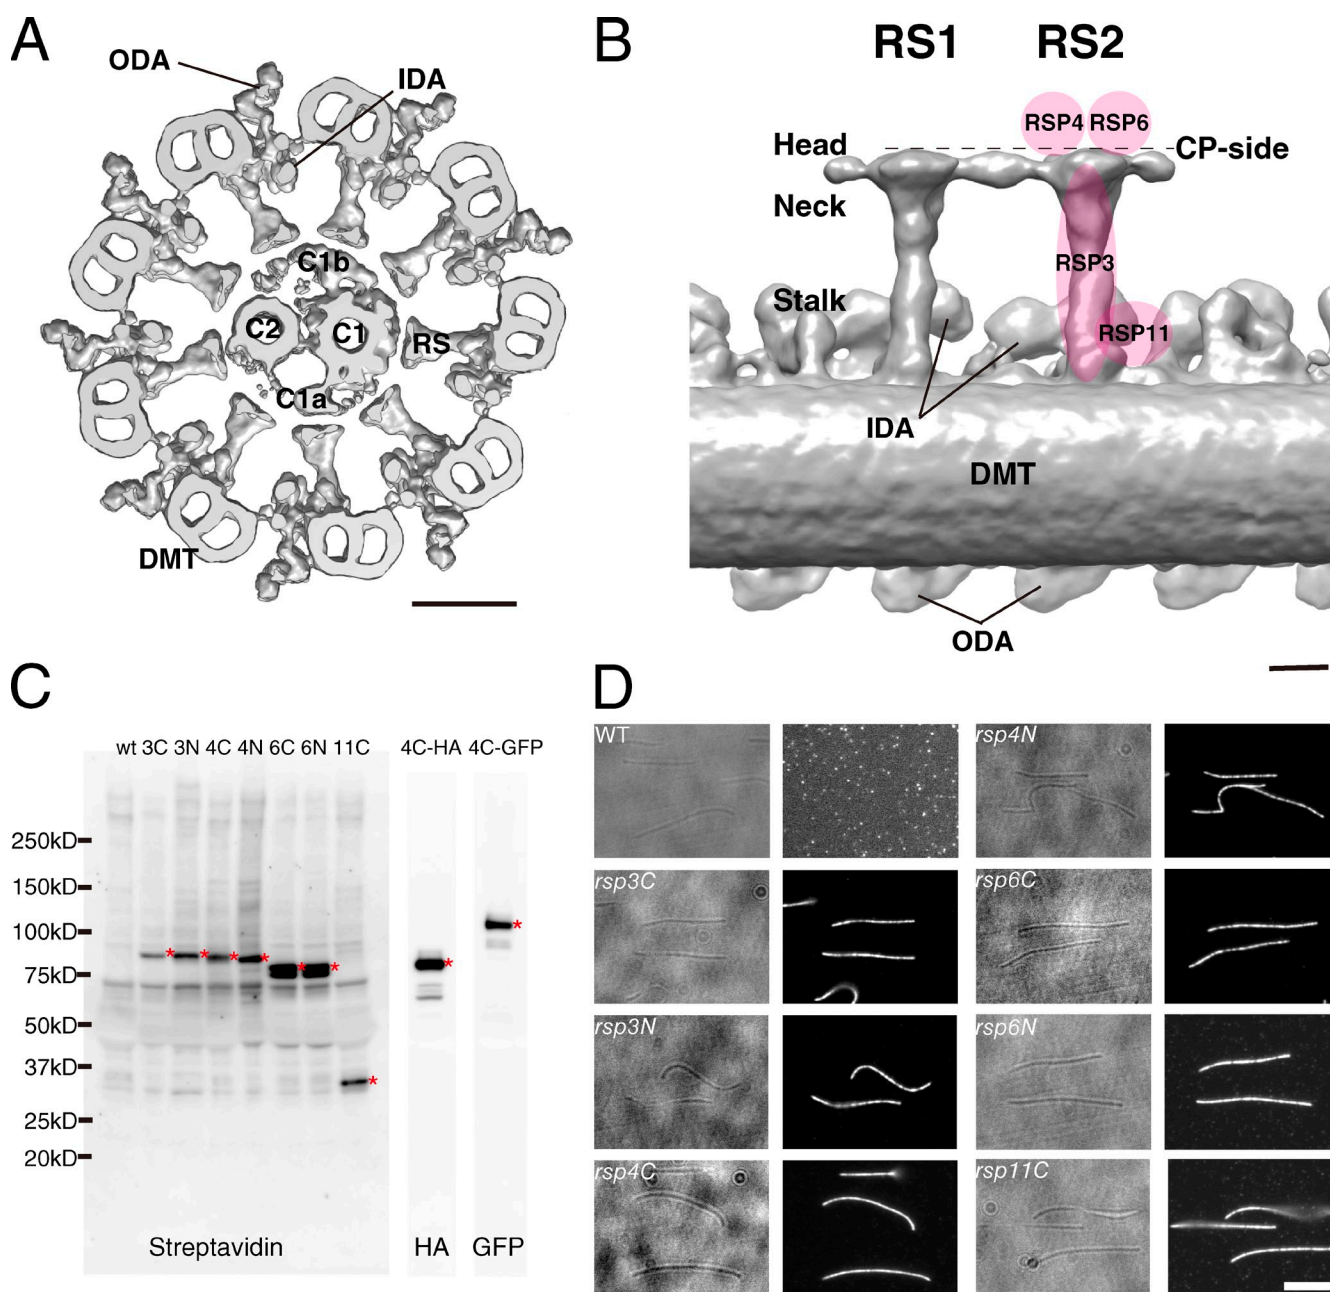 A
ODA
IDA
C1b
C2
C1
RS
C1a
DMT
B
RS1
RS2
RSP4
RSP6
Head
CP-side
Neck
RSP3
Stalk
RSP11
IDA
DMT
ODA
C
wt 3C 3N 4C 4N 6C 6N 11C
4C-HA 4C-GFP
250kD
150kD
100kD
75kD
50kD
37kD
25kD
20kD
* * * * * * *
*
*
Streptavidin
HA
GFP
D
WT
rsp4N
rsp3C
rsp6C
rsp3N
rsp6N
rsp4C
rsp11C